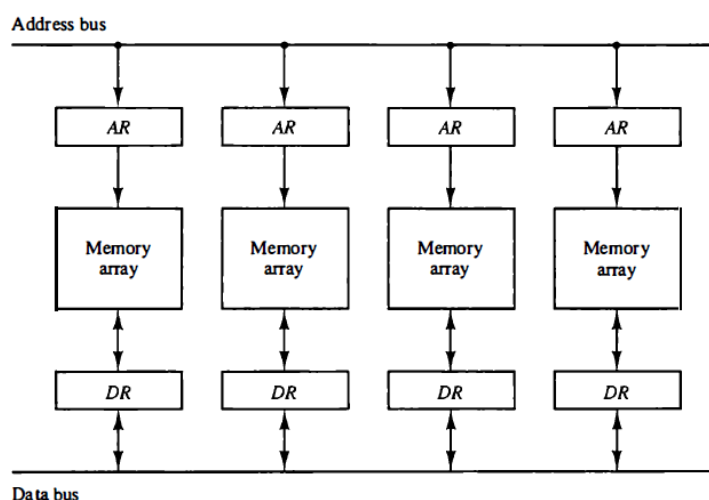 Address bus
AR AR AR AR
Memory Memory Memory Memory
array array array array
DR DR DR DR
Data bus